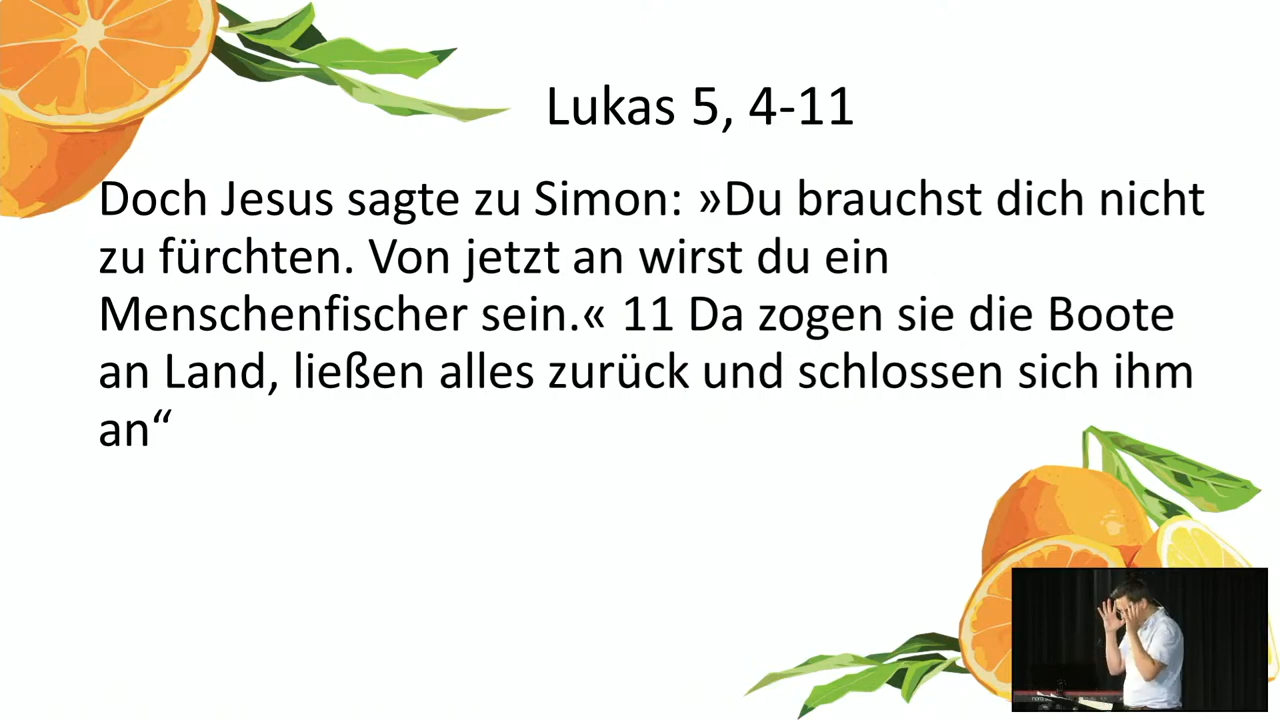 Lukas 5, 4-11
Doch Jesus sagte zu Simon: »Du brauchst dich nicht
zu fürchten. Von jetzt an wirst du ein
Menschenfischer sein.« 11 Da zogen sie die Boote
an Land, ließen alles zurück und schlossen sich ihm
an“